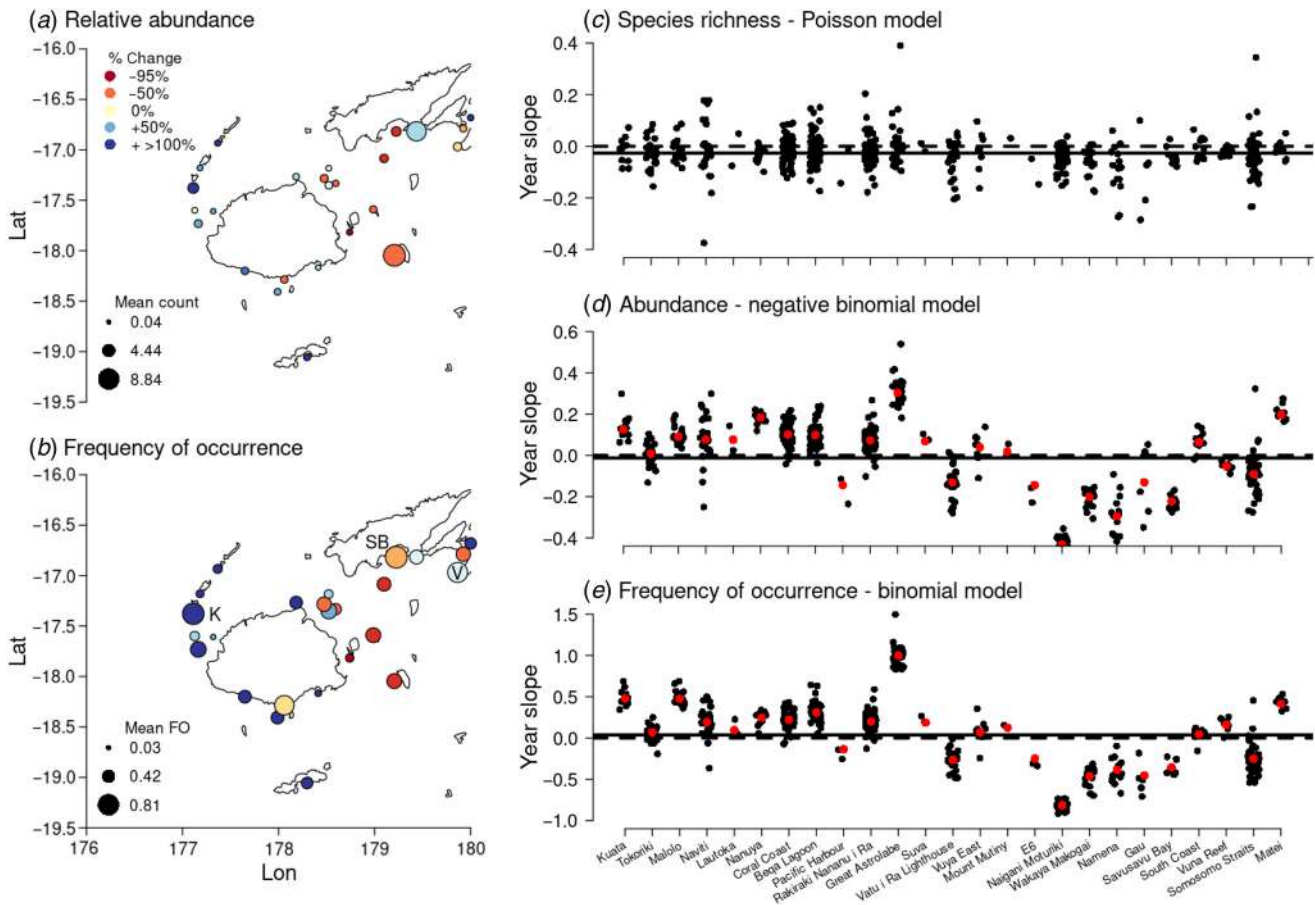 (a) Relative abundance
−16.0
% Change
−95%
−50%
0%
+50%
+ >100%
−16.5
−17.0
−17.5
−18.0
−18.5
−19.0
−19.5
Lat
Mean count
0.04
4.44
8.84
(b) Frequency of occurrence
−16.0
−16.5
−17.0
−17.5
−18.0
−18.5
−19.0
−19.5
Lat
SB
V
K
Mean FO
0.03
0.42
0.81
176 177 178 179 180
Lon
(c) Species richness - Poisson model
0.4
0.2
0.0
−0.2
−0.4
Year slope
(d) Abundance - negative binomial model
0.6
0.4
0.2
0.0
−0.2
−0.4
Year slope
(e) Frequency of occurrence - binomial model
1.5
1.0
0.5
0.0
−0.5
−1.0
Year slope
Kuata
Tokoriki
Malolo
Naviti
Lautoka
Nanuya
Coral Coast
Beqa Lagoon
Pacific Harbour
Rakiraki Nananu i Ra
Great Astrolabe
Suva
Vatu i Ra Lighthouse
Vuya East
Mount Mutiny
E6
Naigani Moturiki
Wakaya Makogai
Namena
Gau
Savusavu Bay
South Coast
Vuna Reef
Somosomo Straits
Matei